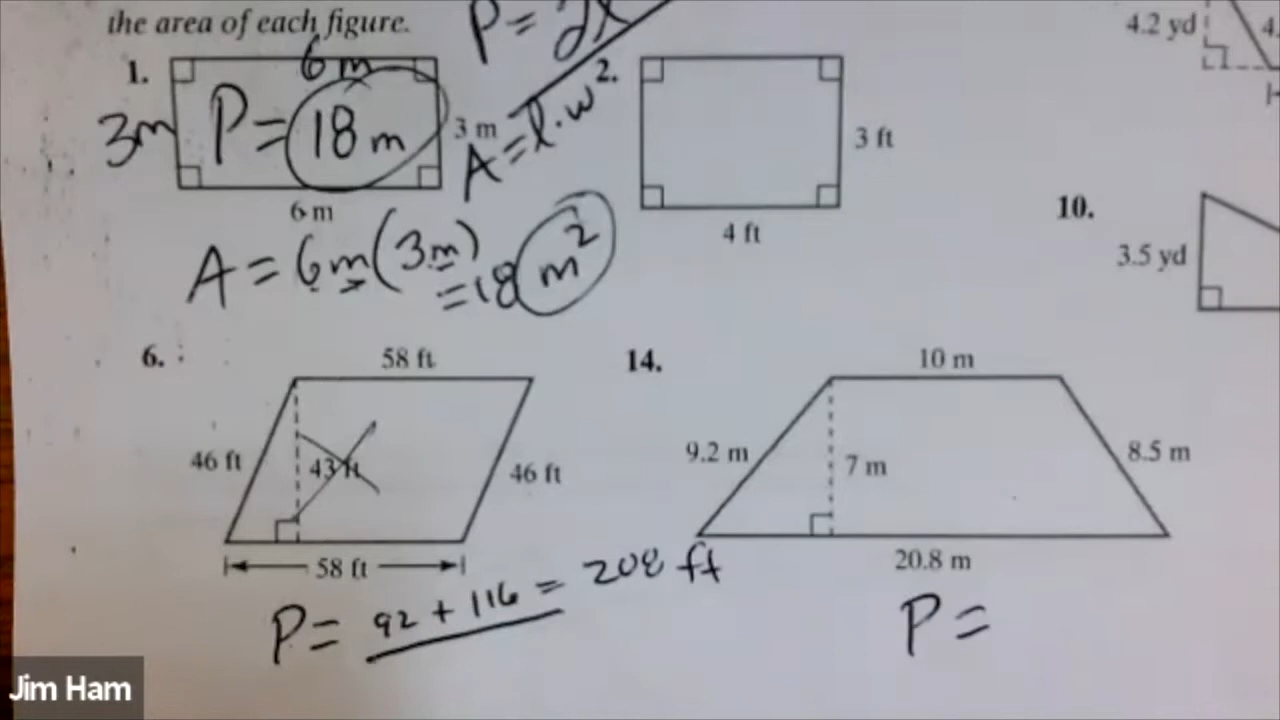 the area of each figure.
P = 2l
4.2 yd
4.
1.
6 m
2.
3m
P = 18 m
3 m
A = l·w
3 ft
6 m
4 ft
10.
3.5 yd
A = 6m(3m)
= 18 m²
6.
58 ft
14.
10 m
46 ft
43 ft
46 ft
9.2 m
7 m
8.5 m
58 ft
20.8 m
P = 92 + 116 = 208 ft
P =
Jim Ham